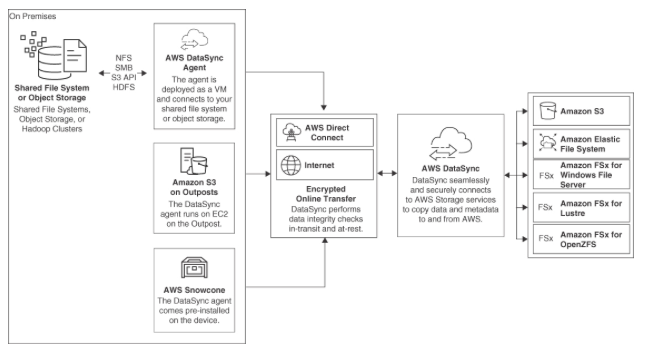 On Premises
Shared File System
or Object Storage
Shared File Systems,
Object Storage, or
Hadoop Clusters
NFS
SMB
S3 API
HDFS
AWS DataSync
Agent
The agent is
deployed as a VM
and connects to your
shared file system
or object storage.
Amazon S3
on Outposts
The DataSync
agent runs on EC2
on the Outpost.
AWS Snowcone
The DataSync agent
comes pre-installed
on the device.
AWS Direct
Connect
Internet
Encrypted
Online Transfer
DataSync performs
data integrity checks
in-transit and at-rest.
AWS DataSync
DataSync seamlessly
and securely connects
to AWS Storage services
to copy data and metadata
to and from AWS.
Amazon S3
Amazon Elastic
File System
FSx
Amazon FSx for
Windows File
Server
FSx
Amazon FSx for
Lustre
FSx
Amazon FSx for
OpenZFS